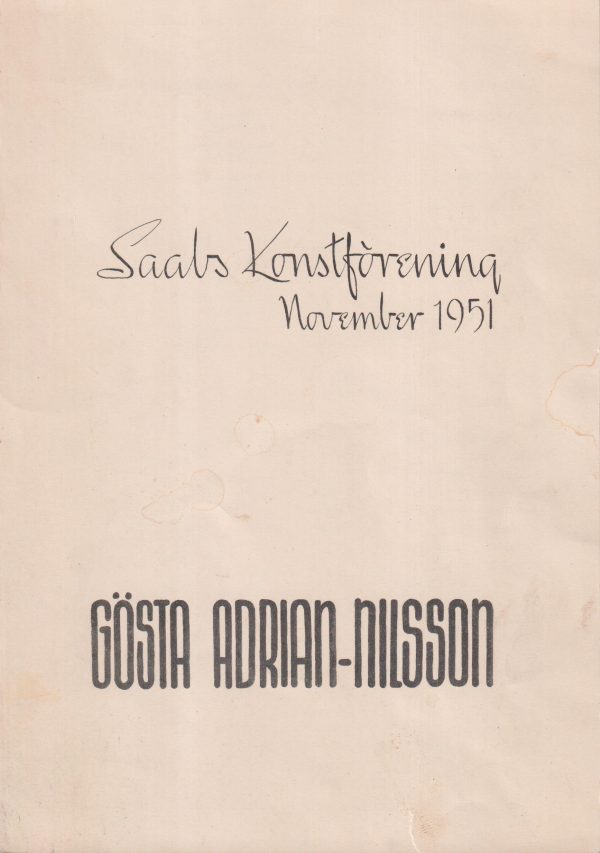 Saabs Konstförening
November 1951
GÖSTA ADRIAN-NILSSON